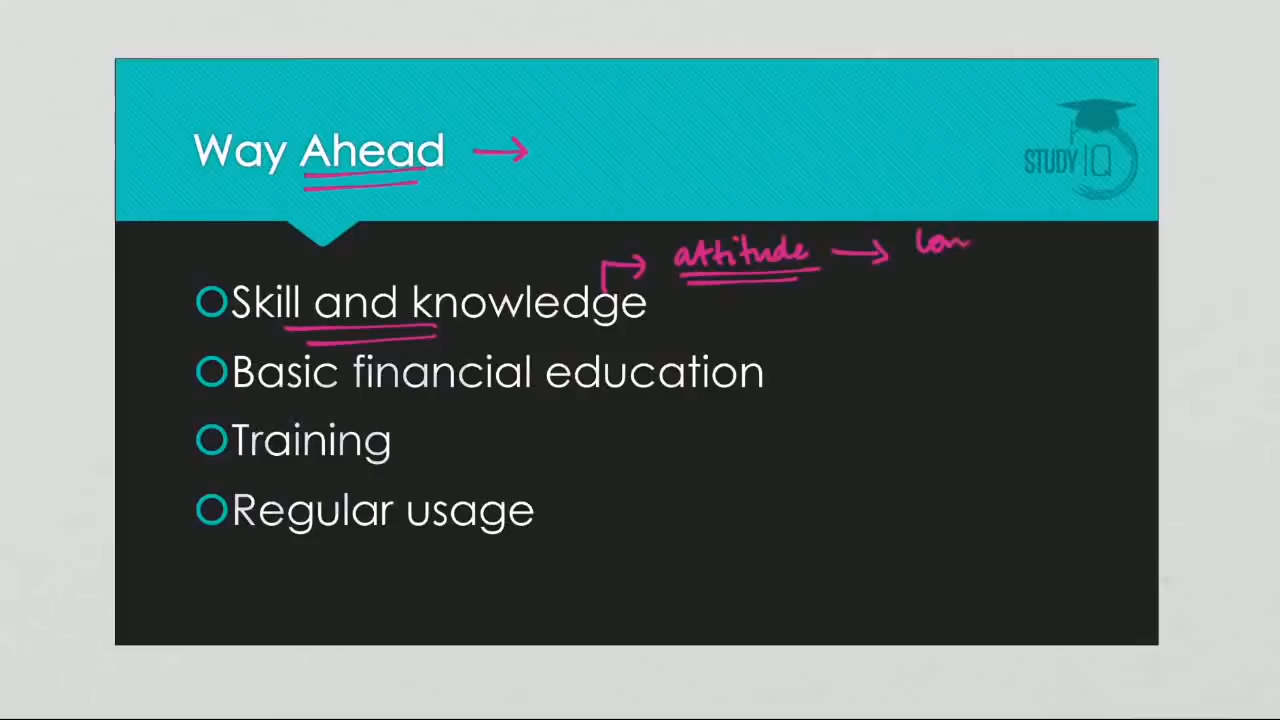 Way Ahead
STUDY IQ
attitude
Skill and knowledge
Basic financial education
Training
Regular usage